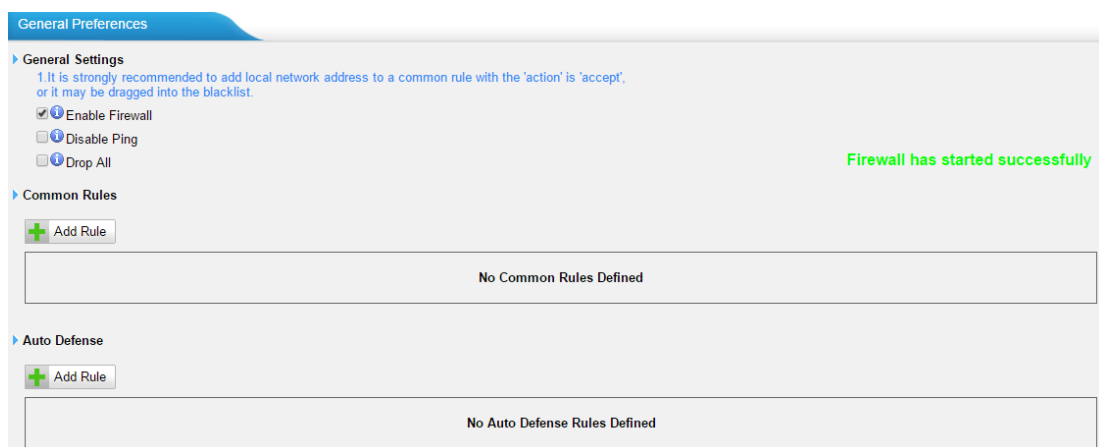 General Preferences
General Settings
1.It is strongly recommended to add local network address to a common rule with the 'action' is 'accept',
or it may be dragged into the blacklist.
Enable Firewall
Disable Ping
Drop All
Firewall has started successfully
Common Rules
Add Rule
No Common Rules Defined
Auto Defense
Add Rule
No Auto Defense Rules Defined